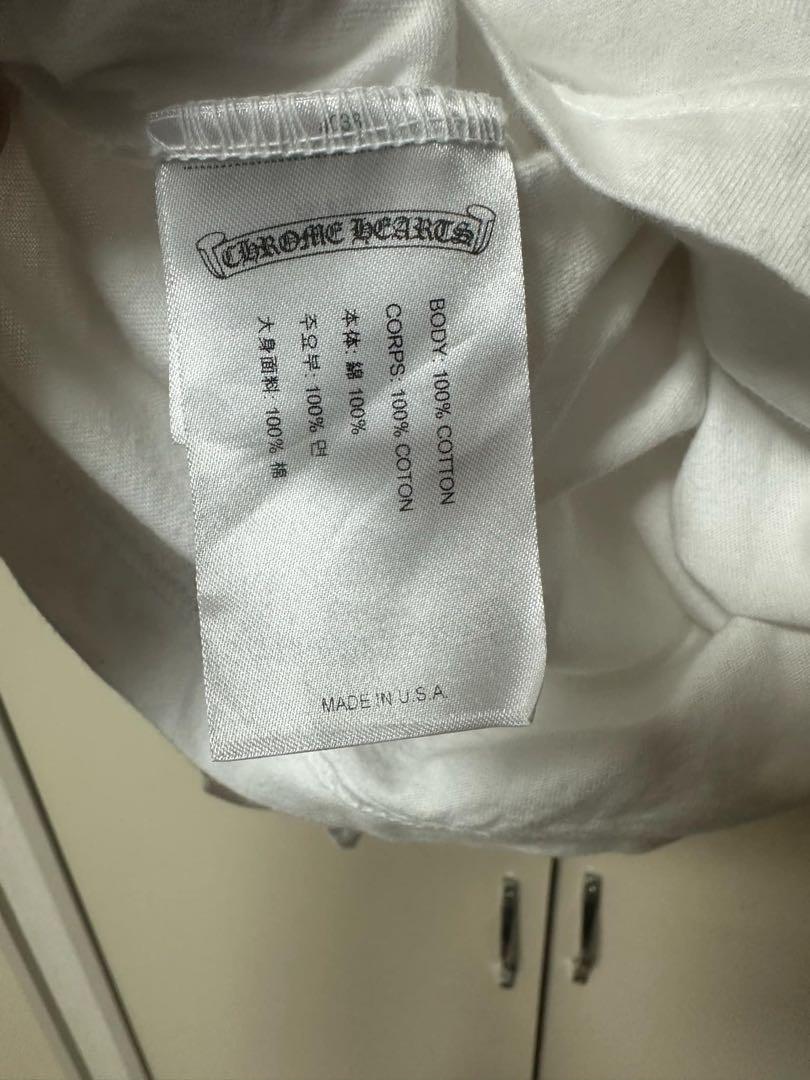 CHROME HEARTS
BODY: 100% COTTON
CORPS: 100% COTON
本体: 綿 100%
주요부: 100% 면
大身面料 100% 棉
MADE IN U.S.A.